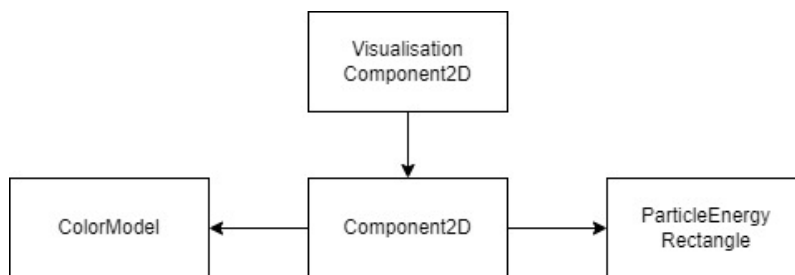 Visualisation
Component2D
ColorModel
Component2D
ParticleEnergy
Rectangle